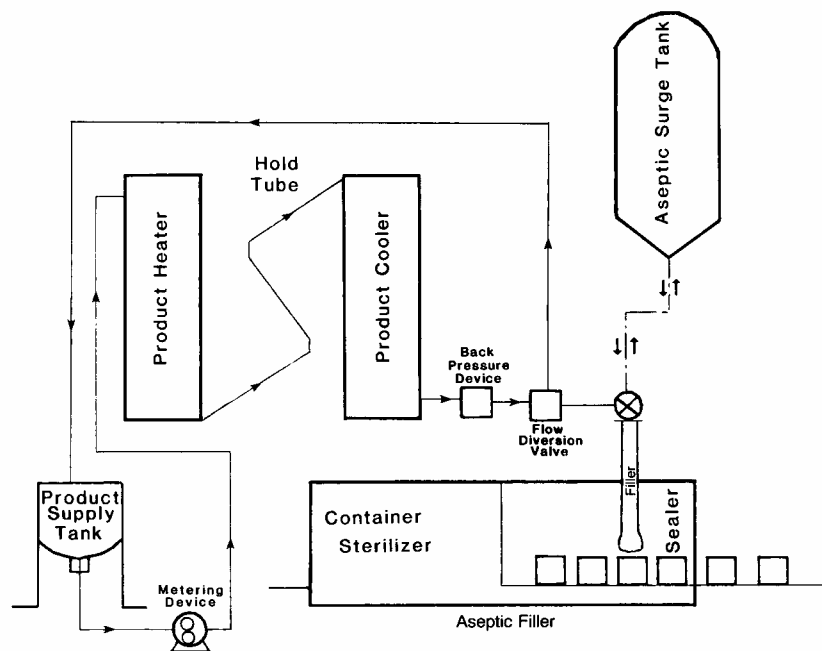 Aseptic Surge Tank
Hold
Tube
Product Heater
Product Cooler
Back
Pressure
Device
Flow
Diversion
Valve
Product
Supply
Tank
Metering
Device
Container
Sterilizer
Filler
Sealer
Aseptic Filler